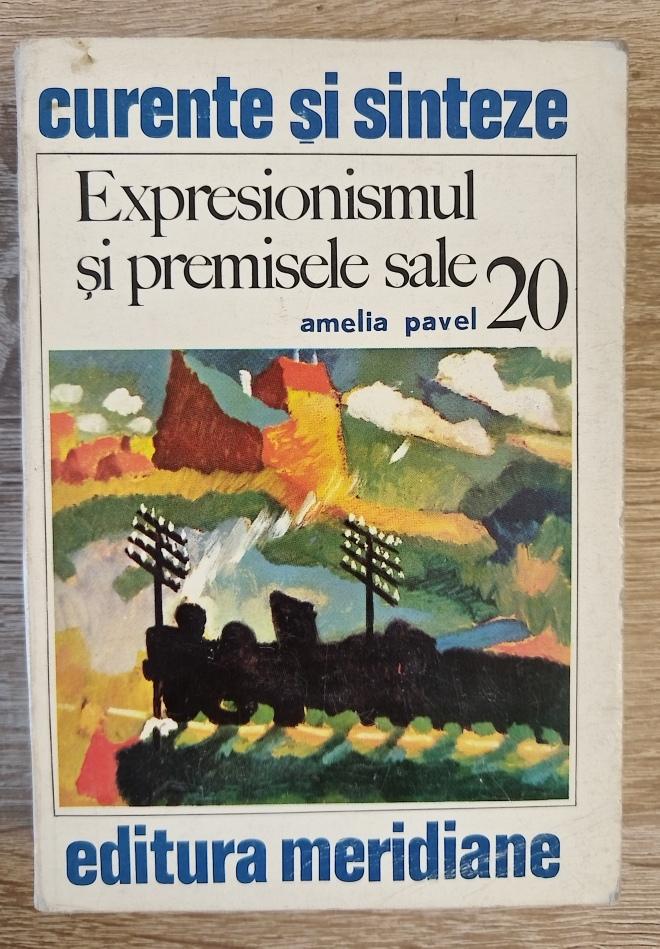 curente și sinteze
Expresionismul
și premisele sale 20
amelia pavel
editura meridiane